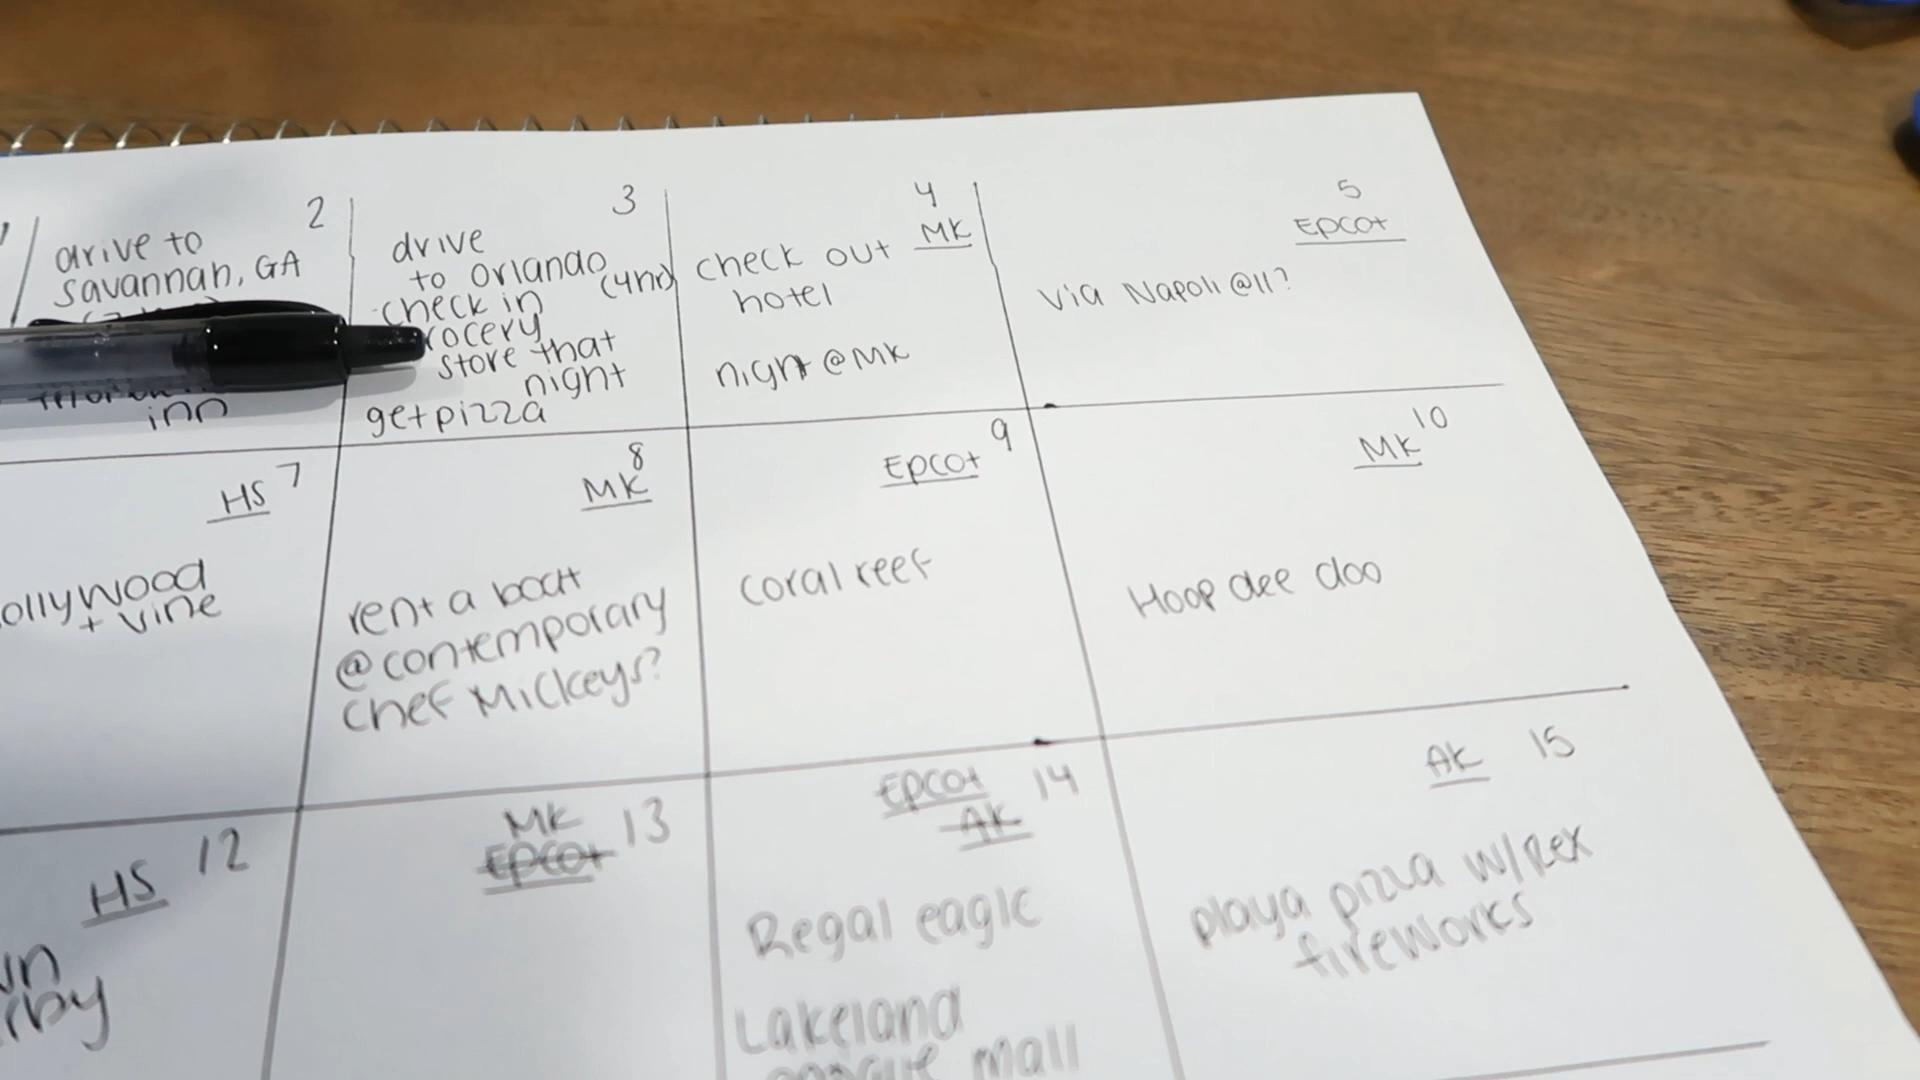 2
drive to
savannah, GA
inn
3
drive
to orlando
(4hr)
check in
store that
night
get pizza
4
MK
check out
hotel
night @ MK
5
EPCOT
via Napoli @ 11?
HS 7
+ vine
8
MK
rent a boat
@ contemporary
chef Mickeys?
EPCOT 9
coral reef
MK 10
Hoop dee doo
HS 12
MK 13
EPCOT
EPCOT 14
AK
Regal eagle
Lakeland
mall
AK 15
playa pizza w/ Rex
fireworks